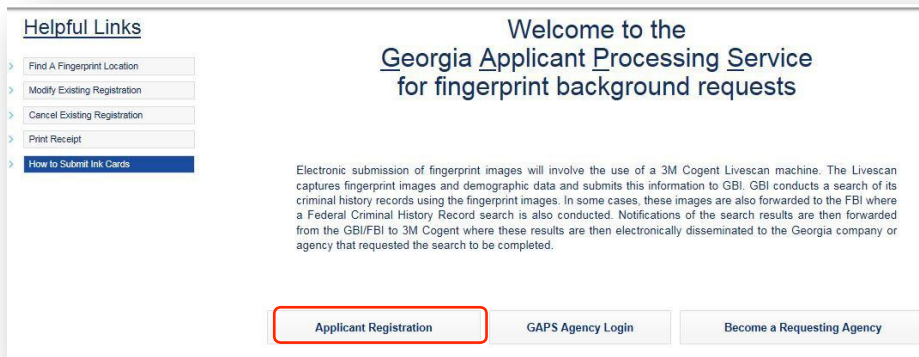 Helpful Links
Find A Fingerprint Location
Modify Existing Registration
Cancel Existing Registration
Print Receipt
How to Submit Ink Cards
Welcome to the
Georgia Applicant Processing Service
for fingerprint background requests
Electronic submission of fingerprint images will involve the use of a 3M Cogent Livescan machine. The Livescan
captures fingerprint images and demographic data and submits this information to GBI. GBI conducts a search of its
criminal history records using the fingerprint images. In some cases, these images are also forwarded to the FBI where
a Federal Criminal History Record search is also conducted. Notifications of the search results are then forwarded
from the GBI/FBI to 3M Cogent where these results are then electronically disseminated to the Georgia company or
agency that requested the search to be completed.
Applicant Registration
GAPS Agency Login
Become a Requesting Agency